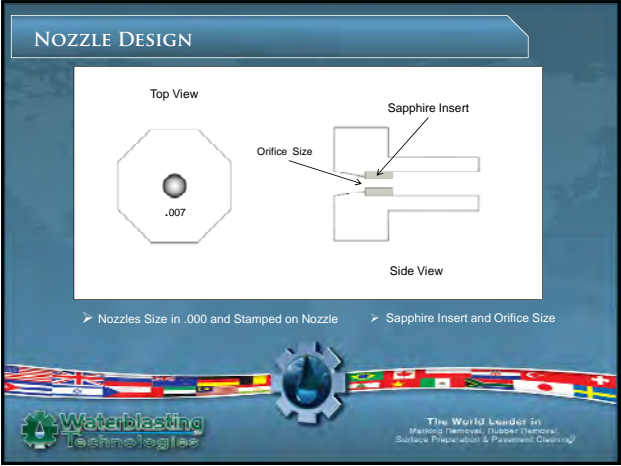 NOZZLE DESIGN
Top View
Sapphire Insert
Orifice Size
.007
Side View
➢ Nozzles Size in .000 and Stamped on Nozzle
➢ Sapphire Insert and Orifice Size
Waterblasting
Technologies
The World Leader in
Marking Removal, Rubber Removal,
Surface Preparation & Pavement Cleaning!